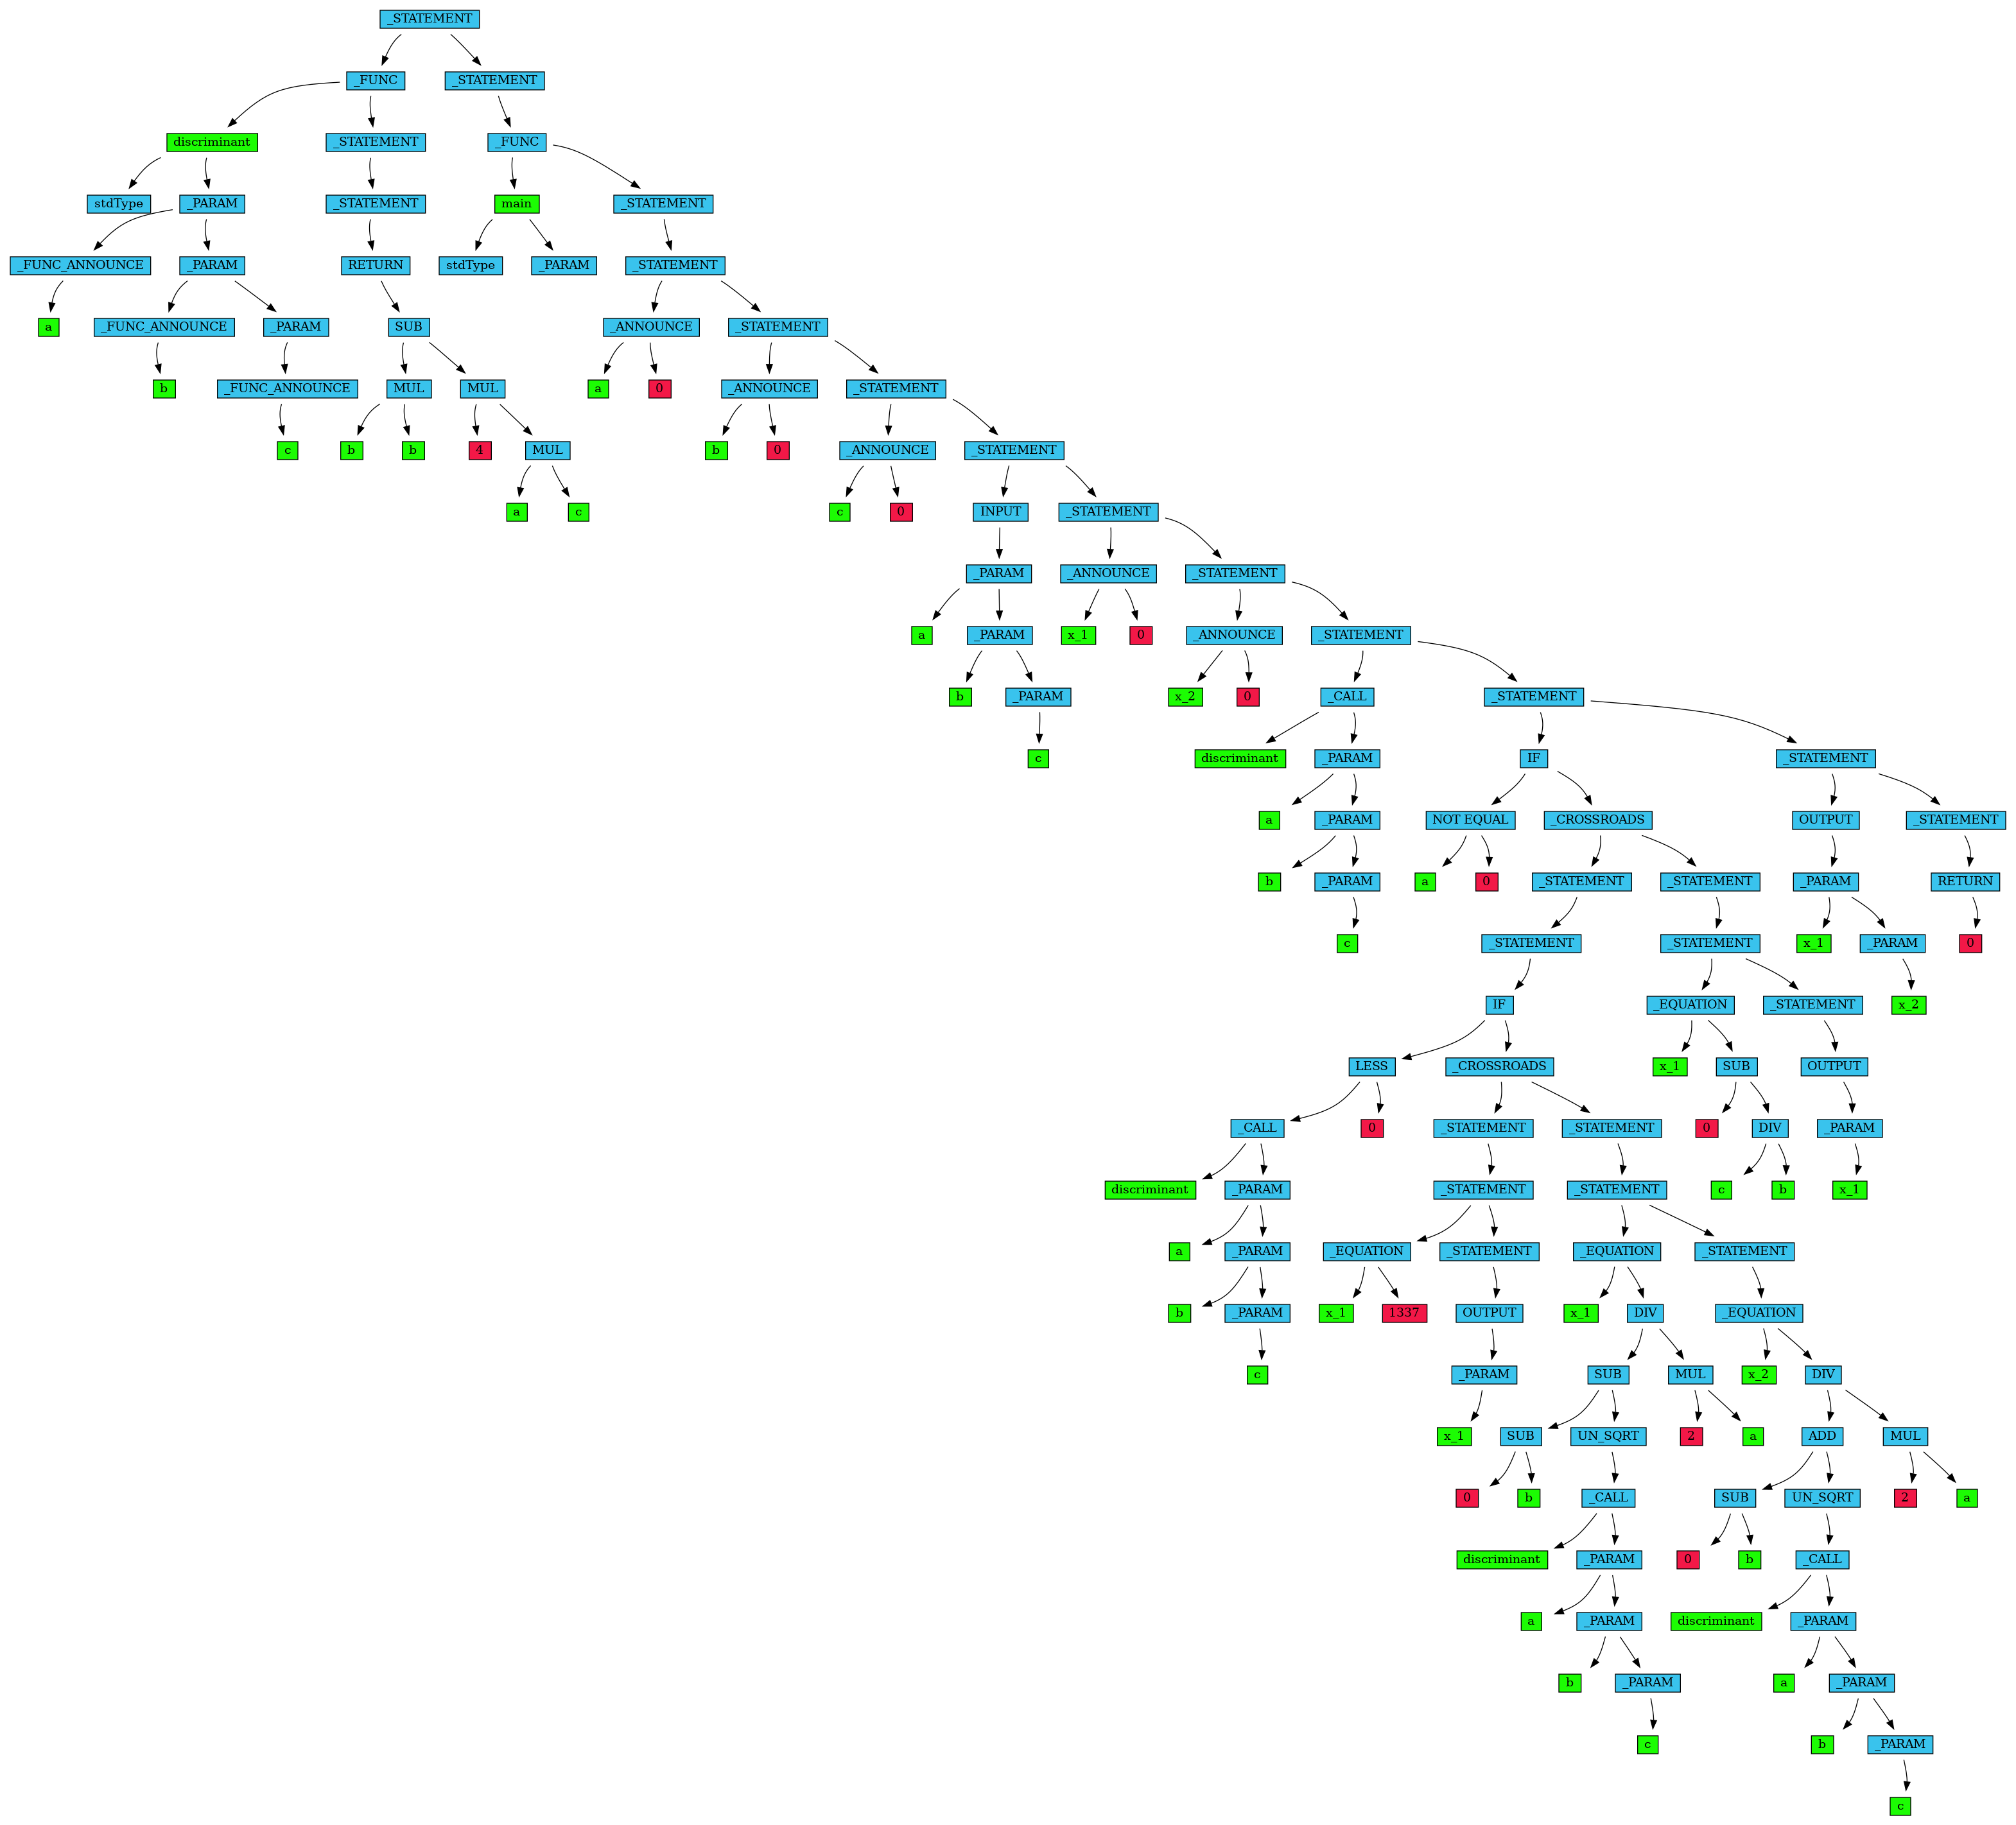 _STATEMENT
_FUNC _STATEMENT
discriminant _STATEMENT _FUNC
stdType _PARAM _STATEMENT main _STATEMENT
_FUNC_ANNOUNCE _PARAM RETURN stdType _PARAM _STATEMENT
a _FUNC_ANNOUNCE _PARAM SUB _ANNOUNCE _STATEMENT
b _FUNC_ANNOUNCE MUL MUL a 0 _ANNOUNCE _STATEMENT
c b b 4 MUL b 0 _ANNOUNCE _STATEMENT
a c c 0 INPUT _STATEMENT
_PARAM _ANNOUNCE _STATEMENT
a _PARAM x_1 0 _ANNOUNCE _STATEMENT
b _PARAM x_2 0 _CALL _STATEMENT
c discriminant _PARAM IF _STATEMENT
a _PARAM NOT EQUAL _CROSSROADS OUTPUT _STATEMENT
b _PARAM a 0 _STATEMENT _STATEMENT _PARAM RETURN
c _STATEMENT _STATEMENT x_1 _PARAM 0
IF _EQUATION _STATEMENT x_2
LESS _CROSSROADS x_1 SUB OUTPUT
_CALL 0 _STATEMENT _STATEMENT 0 DIV _PARAM
discriminant _PARAM _STATEMENT _STATEMENT c b x_1
a _PARAM _EQUATION _STATEMENT _EQUATION _STATEMENT
b _PARAM x_1 1337 OUTPUT x_1 DIV _EQUATION
c _PARAM SUB MUL x_2 DIV
x_1 SUB UN_SQRT 2 a ADD MUL
0 b _CALL SUB UN_SQRT 2 a
discriminant _PARAM 0 b _CALL
a _PARAM discriminant _PARAM
b _PARAM a _PARAM
c b _PARAM
c